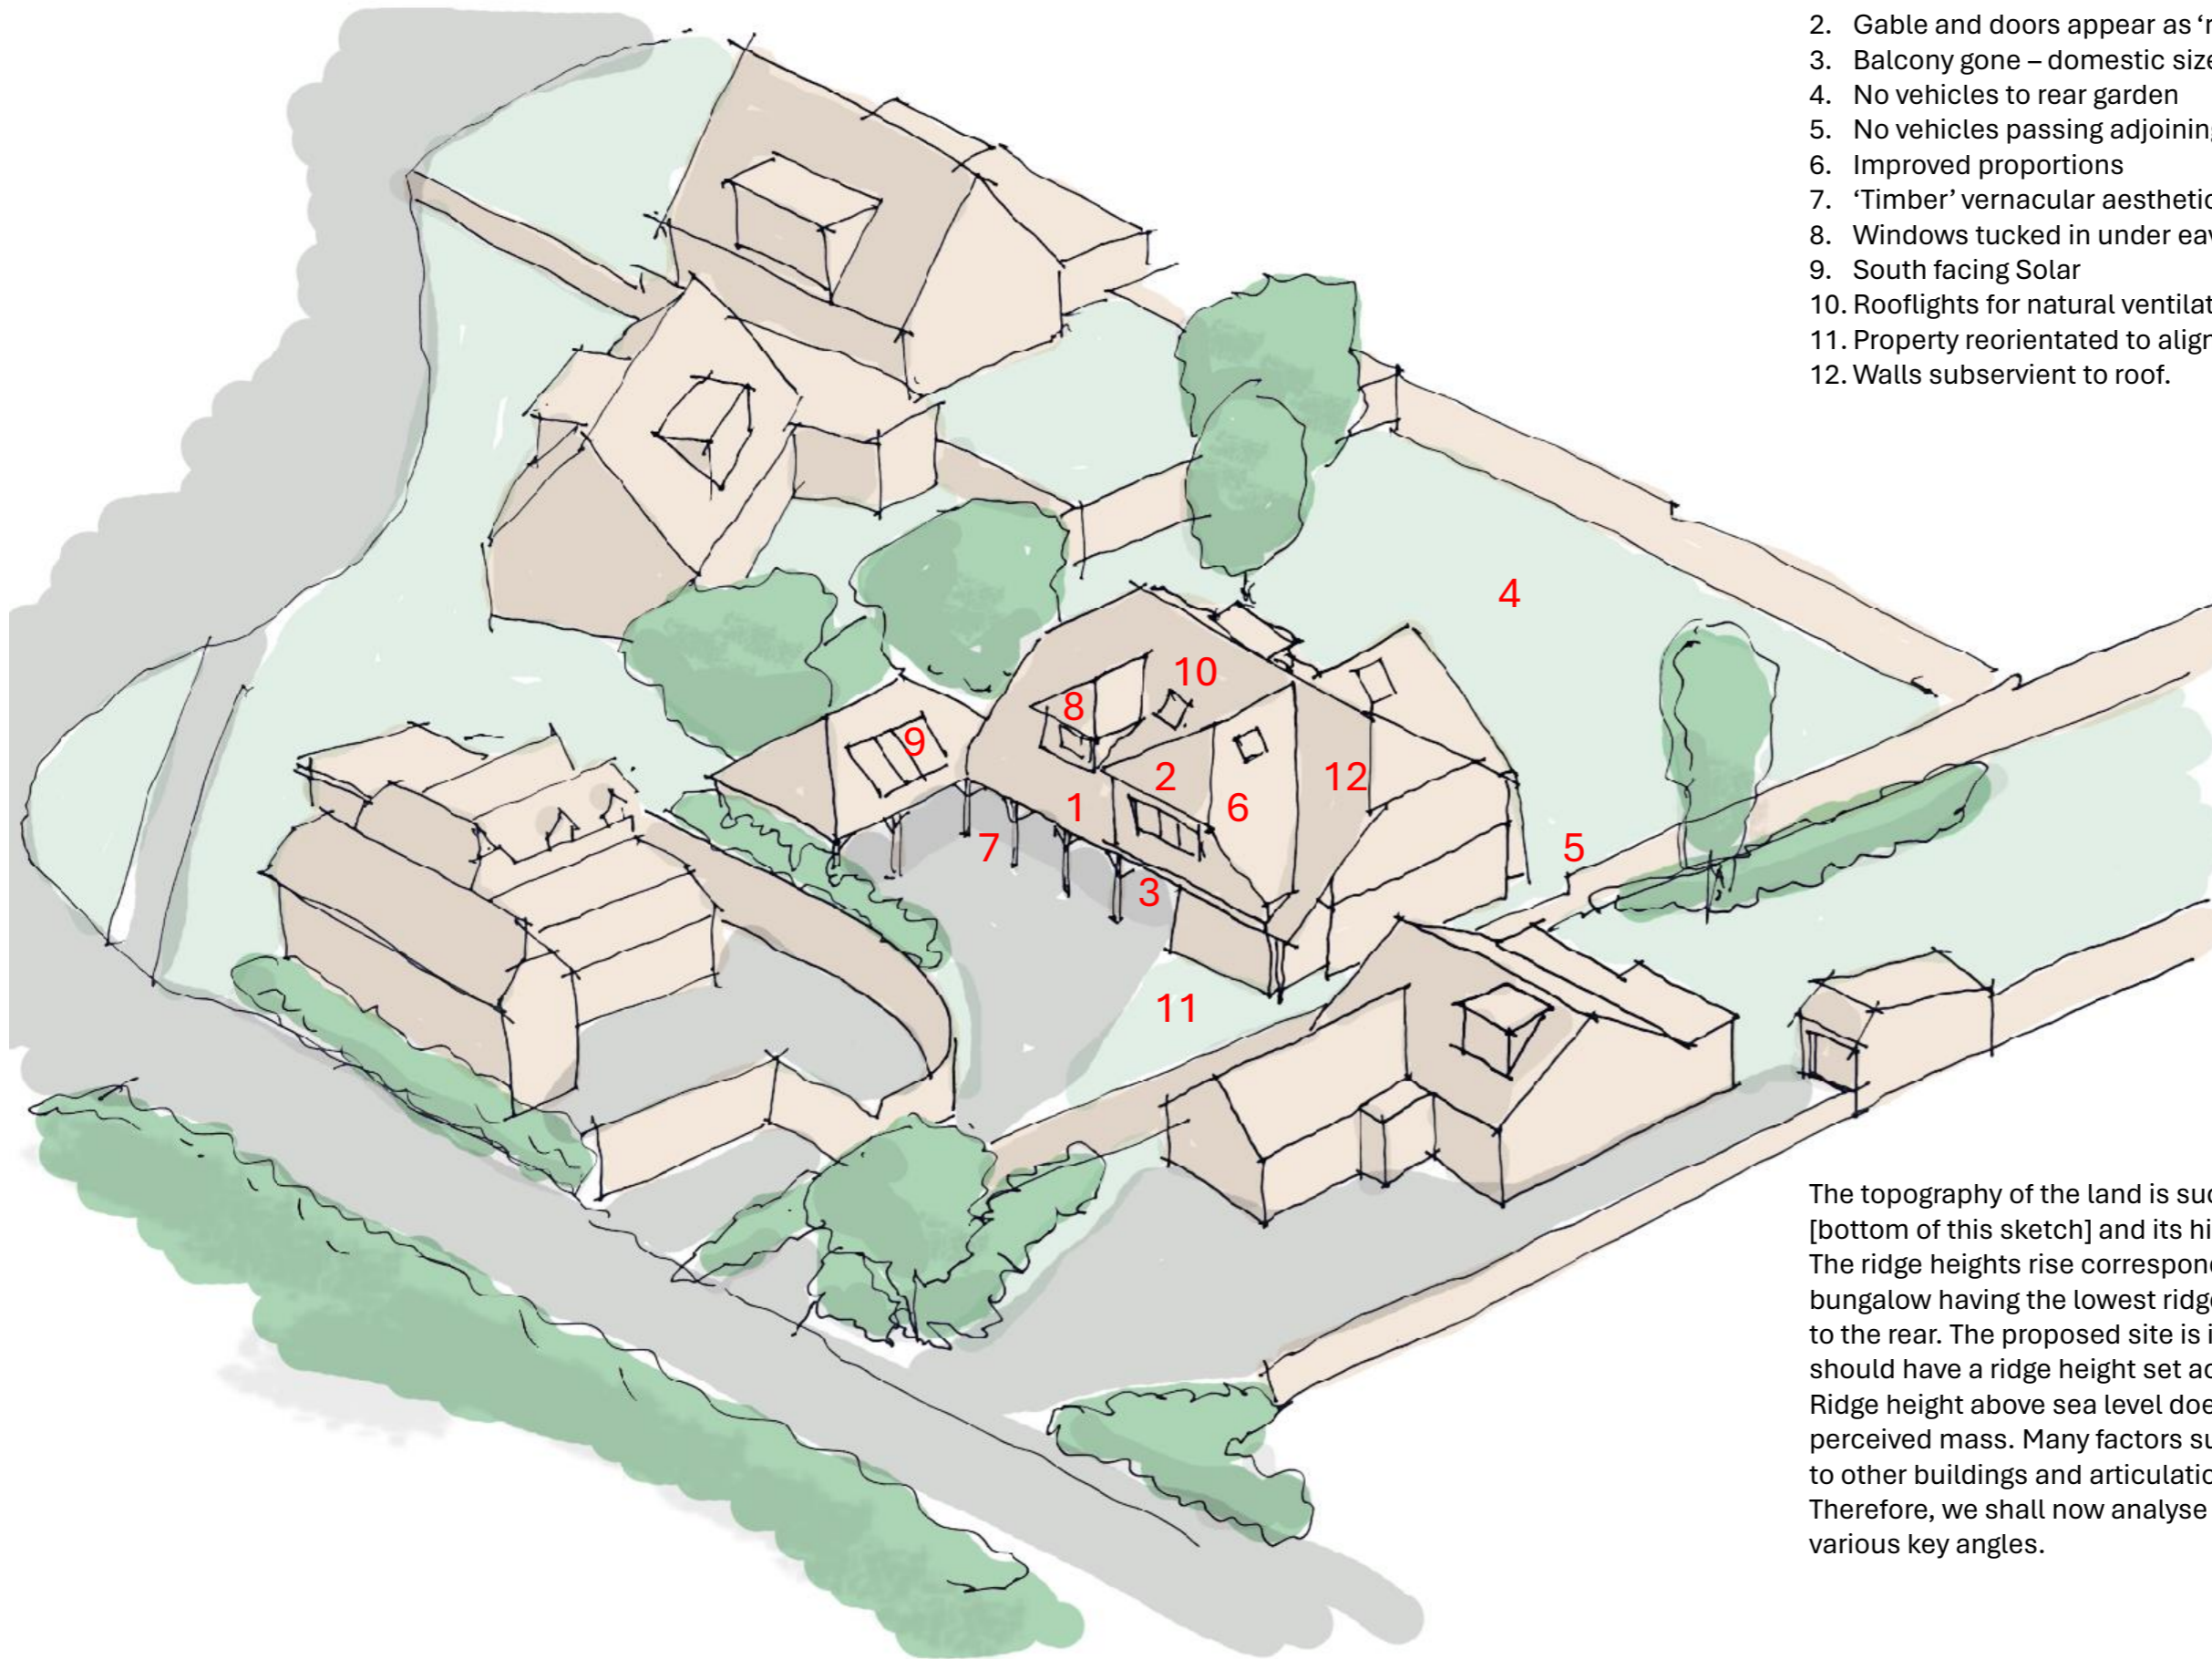 2. Gable and doors appear as ‘r
3. Balcony gone – domestic size
4. No vehicles to rear garden
5. No vehicles passing adjoining
6. Improved proportions
7. ‘Timber’ vernacular aesthetic
8. Windows tucked in under eav
9. South facing Solar
10. Rooflights for natural ventilat
11. Property reorientated to align
12. Walls subservient to roof.
4
10
8
9
2
12
1
6
7
5
3
11
The topography of the land is suc
[bottom of this sketch] and its hi
The ridge heights rise correspond
bungalow having the lowest ridge
to the rear. The proposed site is i
should have a ridge height set ac
Ridge height above sea level doe
perceived mass. Many factors su
to other buildings and articulatio
Therefore, we shall now analyse
various key angles.